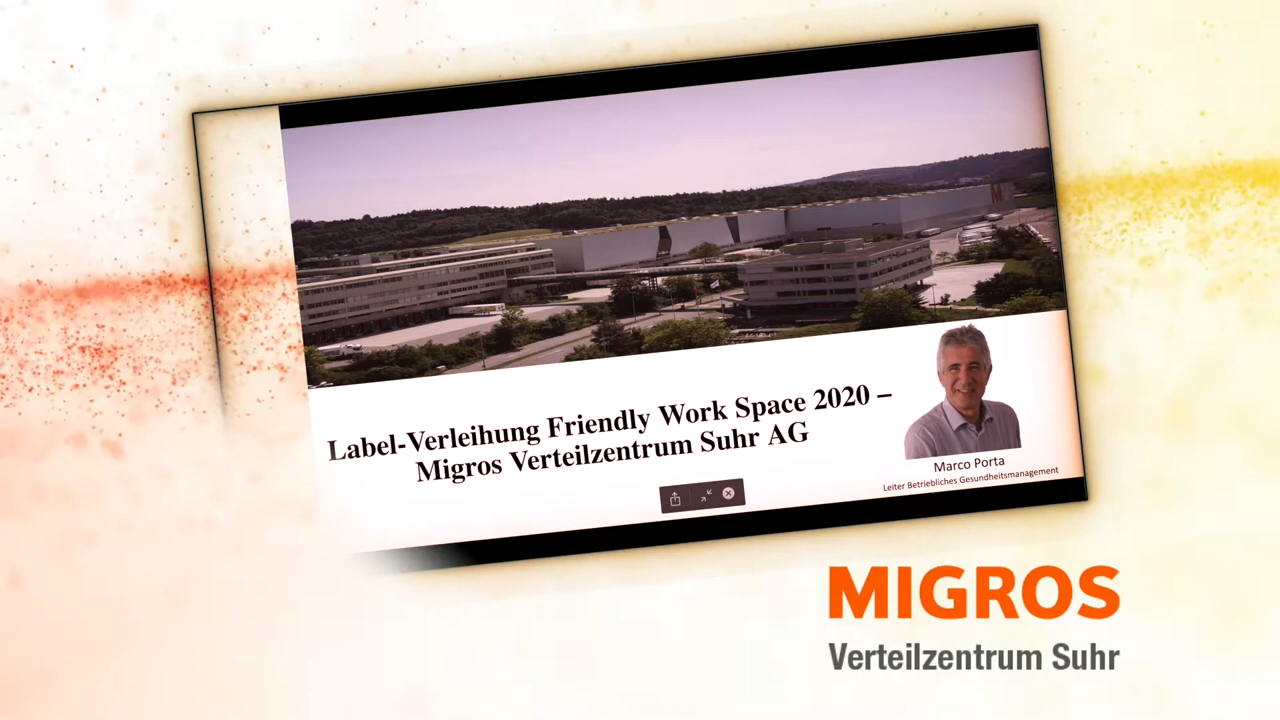 M
Label-Verleihung Friendly Work Space 2020 –
Migros Verteilzentrum Suhr AG
Marco Porta
Leiter Betriebliches Gesundheitsmanagement
MIGROS
Verteilzentrum Suhr